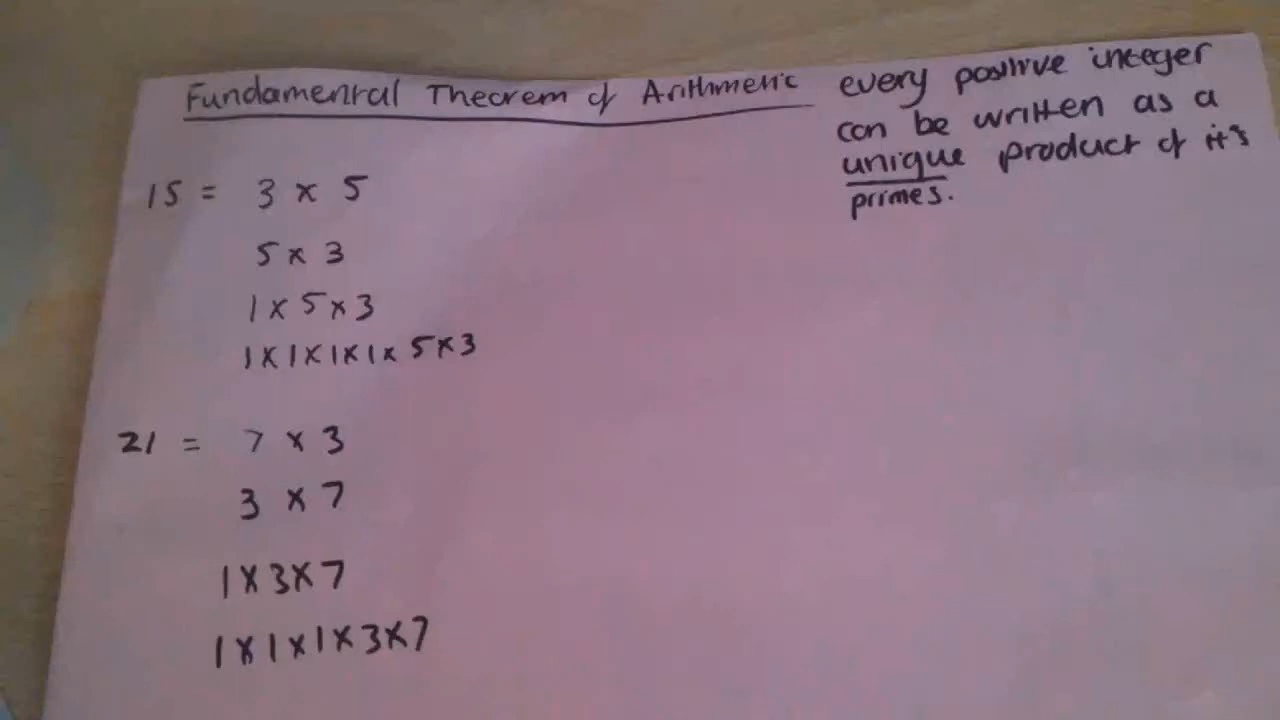 Fundamental Theorem of Arithmetic
every positive integer
can be written as a
unique product of it's
primes.
15 = 3 x 5
5 x 3
1 x 5 x 3
1 x 1 x 1 x 1 x 5 x 3
21 = 7 x 3
3 x 7
1 x 3 x 7
1 x 1 x 1 x 3 x 7